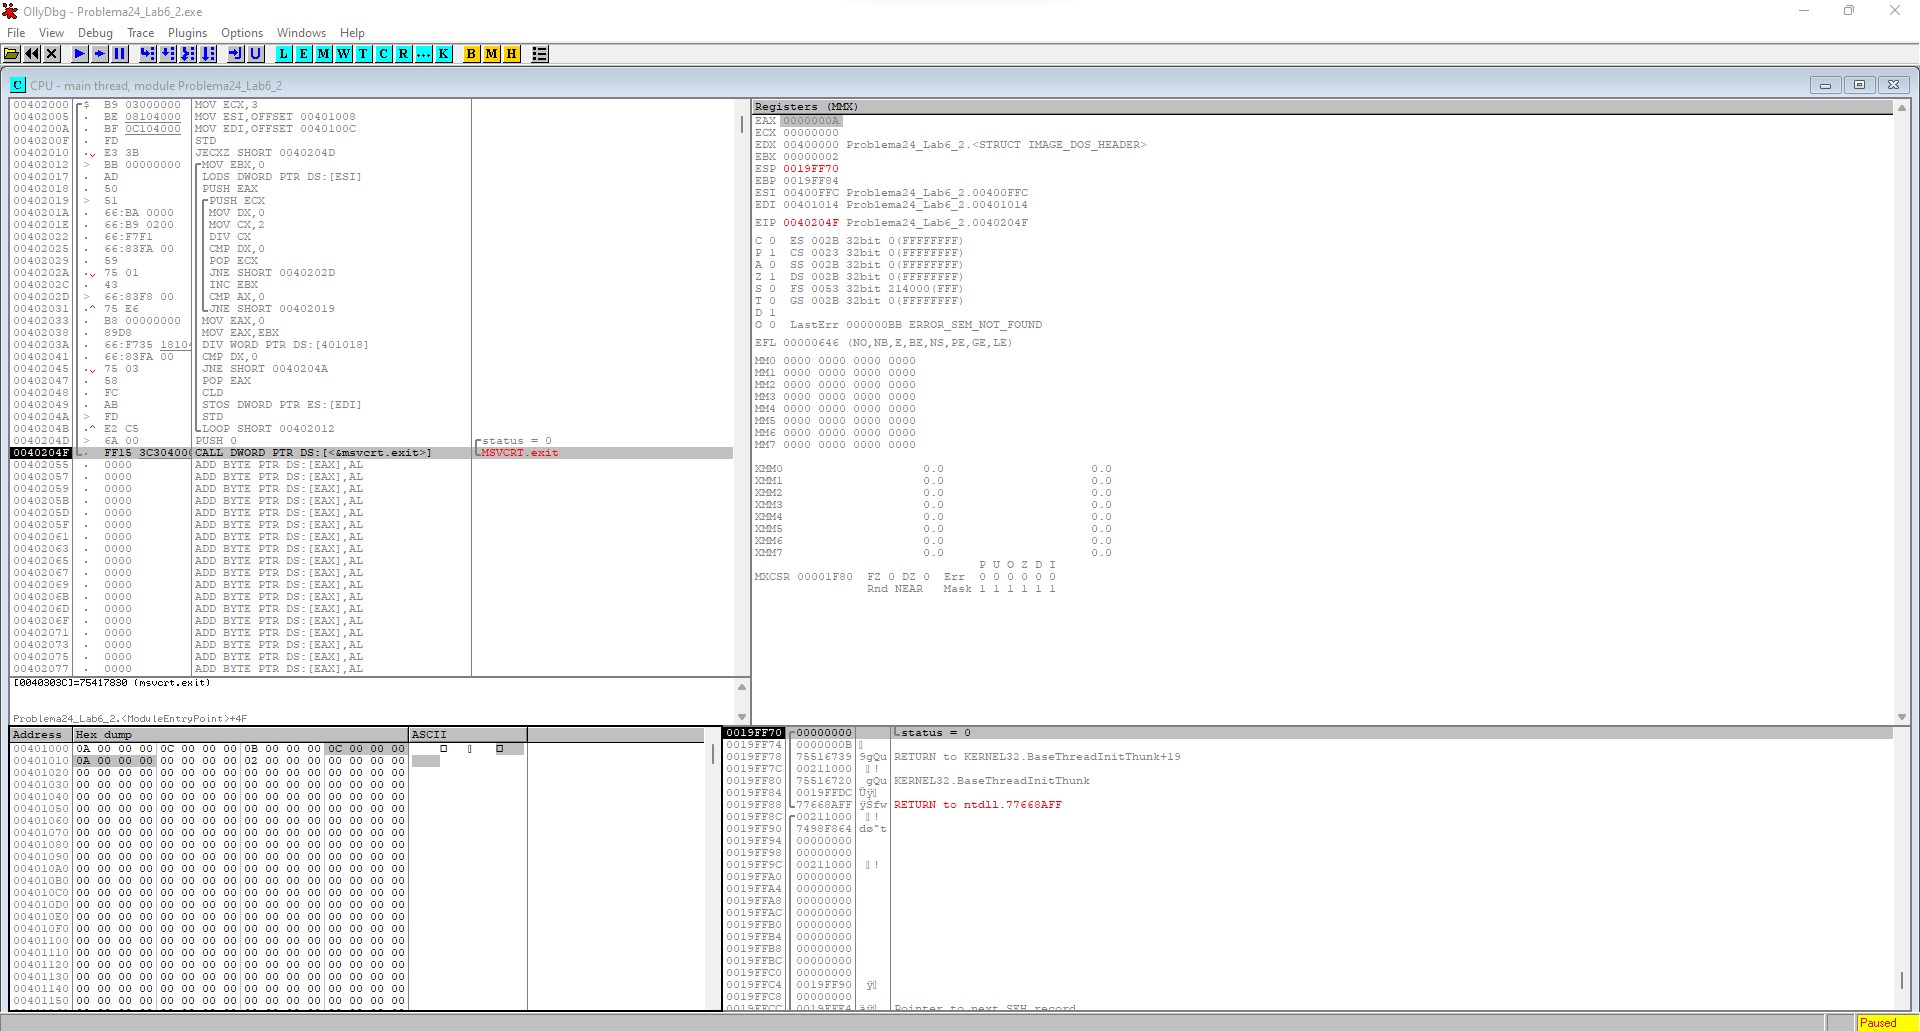 OllyDbg - Problema24_Lab6_2.exe
File View Debug Trace Plugins Options Windows Help
L E M W T C R ... K B M H
C CPU - main thread, module Problema24_Lab6_2
00402000 $ B9 03000000 MOV ECX,3
00402005 . BE 08104000 MOV ESI,OFFSET 00401008
0040200A . BF 0C104000 MOV EDI,OFFSET 0040100C
0040200F . FD STD
00402010 . E3 3B JECXZ SHORT 0040204D
00402012 > BB 00000000 MOV EBX,0
00402017 . AD LODS DWORD PTR DS:[ESI]
00402018 . 50 PUSH EAX
00402019 > 51 PUSH ECX
0040201A . 66:BA 0000 MOV DX,0
0040201E . 66:B9 0200 MOV CX,2
00402022 . 66:F7F1 DIV CX
00402025 . 66:83FA 00 CMP DX,0
00402029 . 59 POP ECX
0040202A . 75 01 JNE SHORT 0040202D
0040202C . 43 INC EBX
0040202D > 66:83F8 00 CMP AX,0
00402031 .^ 75 E6 JNE SHORT 00402019
00402033 . B8 00000000 MOV EAX,0
00402038 . 89D8 MOV EAX,EBX
0040203A . 66:F735 1810 DIV WORD PTR DS:[401018]
00402041 . 66:83FA 00 CMP DX,0
00402045 . 75 03 JNE SHORT 0040204A
00402047 . 58 POP EAX
00402048 . FC CLD
00402049 . AB STOS DWORD PTR ES:[EDI]
0040204A > FD STD
0040204B .^ E2 C5 LOOP SHORT 00402012
0040204D > 6A 00 PUSH 0 status = 0
0040204F . FF15 3C30400 CALL DWORD PTR DS:[<&msvcrt.exit>] MSVCRT.exit
00402055 . 0000 ADD BYTE PTR DS:[EAX],AL
00402057 . 0000 ADD BYTE PTR DS:[EAX],AL
00402059 . 0000 ADD BYTE PTR DS:[EAX],AL
0040205B . 0000 ADD BYTE PTR DS:[EAX],AL
0040205D . 0000 ADD BYTE PTR DS:[EAX],AL
0040205F . 0000 ADD BYTE PTR DS:[EAX],AL
00402061 . 0000 ADD BYTE PTR DS:[EAX],AL
00402063 . 0000 ADD BYTE PTR DS:[EAX],AL
00402065 . 0000 ADD BYTE PTR DS:[EAX],AL
00402067 . 0000 ADD BYTE PTR DS:[EAX],AL
00402069 . 0000 ADD BYTE PTR DS:[EAX],AL
0040206B . 0000 ADD BYTE PTR DS:[EAX],AL
0040206D . 0000 ADD BYTE PTR DS:[EAX],AL
0040206F . 0000 ADD BYTE PTR DS:[EAX],AL
00402071 . 0000 ADD BYTE PTR DS:[EAX],AL
00402073 . 0000 ADD BYTE PTR DS:[EAX],AL
00402075 . 0000 ADD BYTE PTR DS:[EAX],AL
00402077 . 0000 ADD BYTE PTR DS:[EAX],AL
[0040303C]=75417830 (msvcrt.exit)
Problema24_Lab6_2.<ModuleEntryPoint>+4F
Registers (MMX)
EAX 0000000A
ECX 00000000
EDX 00400000 Problema24_Lab6_2.<STRUCT IMAGE_DOS_HEADER>
EBX 00000002
ESP 0019FF70
EBP 0019FF84
ESI 00400FFC Problema24_Lab6_2.00400FFC
EDI 00401014 Problema24_Lab6_2.00401014
EIP 0040204F Problema24_Lab6_2.0040204F
C 0 ES 002B 32bit 0(FFFFFFFF)
P 1 CS 0023 32bit 0(FFFFFFFF)
A 0 SS 002B 32bit 0(FFFFFFFF)
Z 1 DS 002B 32bit 0(FFFFFFFF)
S 0 FS 0053 32bit 214000(FFF)
T 0 GS 002B 32bit 0(FFFFFFFF)
D 1
O 0 LastErr 000000BB ERROR_SEM_NOT_FOUND
EFL 00000646 (NO,NB,E,BE,NS,PE,GE,LE)
MM0 0000 0000 0000 0000
MM1 0000 0000 0000 0000
MM2 0000 0000 0000 0000
MM3 0000 0000 0000 0000
MM4 0000 0000 0000 0000
MM5 0000 0000 0000 0000
MM6 0000 0000 0000 0000
MM7 0000 0000 0000 0000
XMM0 0.0 0.0
XMM1 0.0 0.0
XMM2 0.0 0.0
XMM3 0.0 0.0
XMM4 0.0 0.0
XMM5 0.0 0.0
XMM6 0.0 0.0
XMM7 0.0 0.0
P U O Z D I
MXCSR 00001F80 FZ 0 DZ 0 Err 0 0 0 0 0 0
Rnd NEAR Mask 1 1 1 1 1 1
Address Hex dump ASCII
00401000 0A 00 00 00 0C 00 00 00 0B 00 00 00 0C 00 00 00
00401010 0A 00 00 00 00 00 00 00 02 00 00 00 00 00 00 00
00401020 00 00 00 00 00 00 00 00 00 00 00 00 00 00 00 00
00401030 00 00 00 00 00 00 00 00 00 00 00 00 00 00 00 00
00401040 00 00 00 00 00 00 00 00 00 00 00 00 00 00 00 00
00401050 00 00 00 00 00 00 00 00 00 00 00 00 00 00 00 00
00401060 00 00 00 00 00 00 00 00 00 00 00 00 00 00 00 00
00401070 00 00 00 00 00 00 00 00 00 00 00 00 00 00 00 00
00401080 00 00 00 00 00 00 00 00 00 00 00 00 00 00 00 00
00401090 00 00 00 00 00 00 00 00 00 00 00 00 00 00 00 00
004010A0 00 00 00 00 00 00 00 00 00 00 00 00 00 00 00 00
004010B0 00 00 00 00 00 00 00 00 00 00 00 00 00 00 00 00
004010C0 00 00 00 00 00 00 00 00 00 00 00 00 00 00 00 00
004010D0 00 00 00 00 00 00 00 00 00 00 00 00 00 00 00 00
004010E0 00 00 00 00 00 00 00 00 00 00 00 00 00 00 00 00
004010F0 00 00 00 00 00 00 00 00 00 00 00 00 00 00 00 00
00401100 00 00 00 00 00 00 00 00 00 00 00 00 00 00 00 00
00401110 00 00 00 00 00 00 00 00 00 00 00 00 00 00 00 00
00401120 00 00 00 00 00 00 00 00 00 00 00 00 00 00 00 00
00401130 00 00 00 00 00 00 00 00 00 00 00 00 00 00 00 00
00401140 00 00 00 00 00 00 00 00 00 00 00 00 00 00 00 00
00401150 00 00 00 00 00 00 00 00 00 00 00 00 00 00 00 00
0019FF70 00000000 status = 0
0019FF74 0000000B
0019FF78 75516739 9gQu RETURN to KERNEL32.BaseThreadInitThunk+19
0019FF7C 00211000 !
0019FF80 75516720 gQu KERNEL32.BaseThreadInitThunk
0019FF84 0019FFDC Üÿ
0019FF88 77668AFF ÿŠfw RETURN to ntdll.77668AFF
0019FF8C 00211000 !
0019FF90 7498F864 dø˜t
0019FF94 00000000
0019FF98 00000000
0019FF9C 00211000 !
0019FFA0 00000000
0019FFA4 00000000
0019FFA8 00000000
0019FFAC 00000000
0019FFB0 00000000
0019FFB4 00000000
0019FFB8 00000000
0019FFBC 00000000
0019FFC0 00000000
0019FFC4 0019FF90 ÿ
0019FFC8 00000000
0019FFCC 0019FFE4 äÿ Pointer to next SEH record
Paused